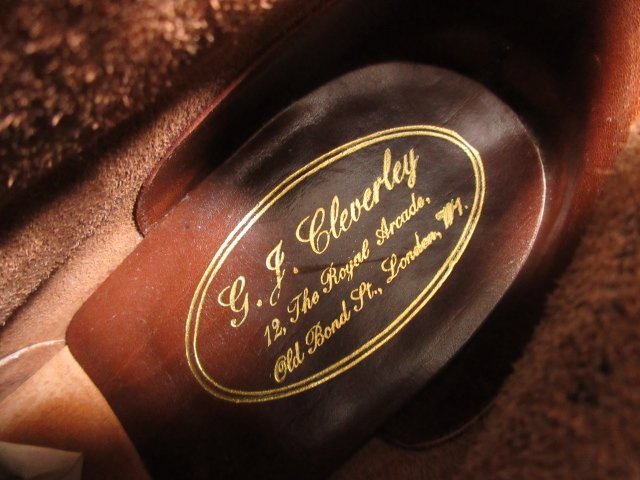 G. J. Cleverley
12, The Royal Arcade,
Old Bond St., London, W1.